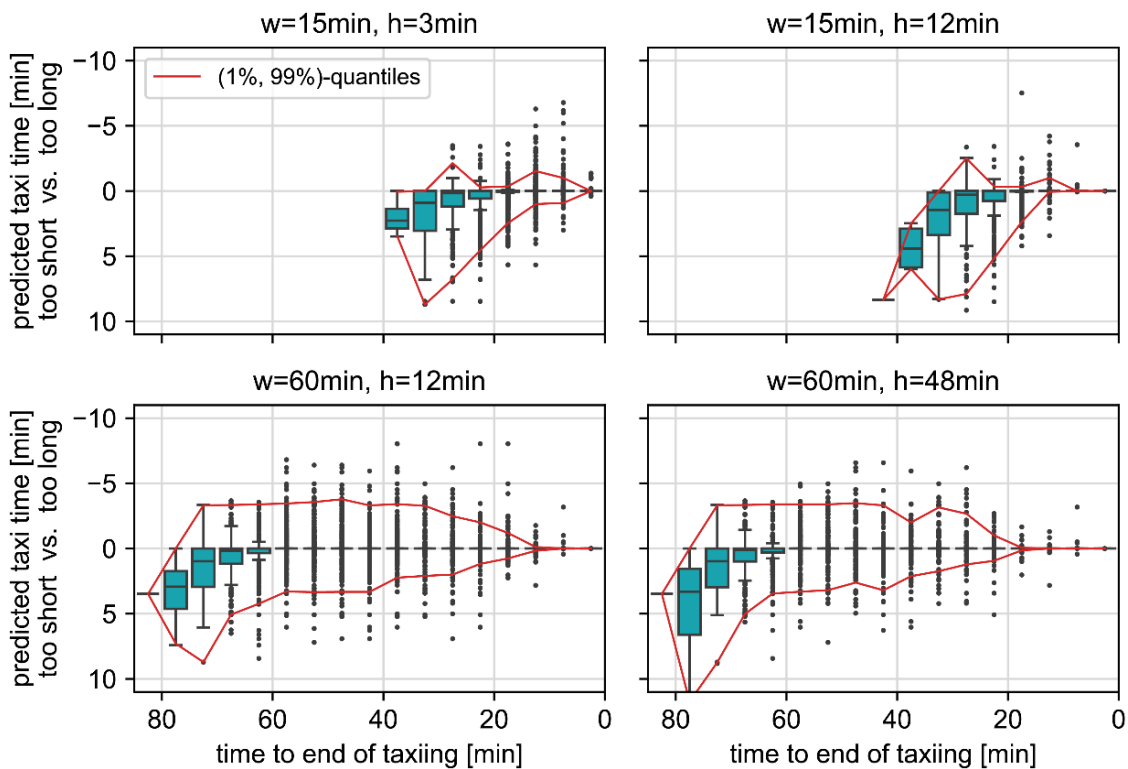 w=15min, h=3min
w=15min, h=12min
predicted taxi time [min]
too short vs. too long
−10
−5
0
5
10
(1%, 99%)-quantiles
w=60min, h=12min
w=60min, h=48min
predicted taxi time [min]
too short vs. too long
−10
−5
0
5
10
80 60 40 20 0
80 60 40 20 0
time to end of taxiing [min]
time to end of taxiing [min]